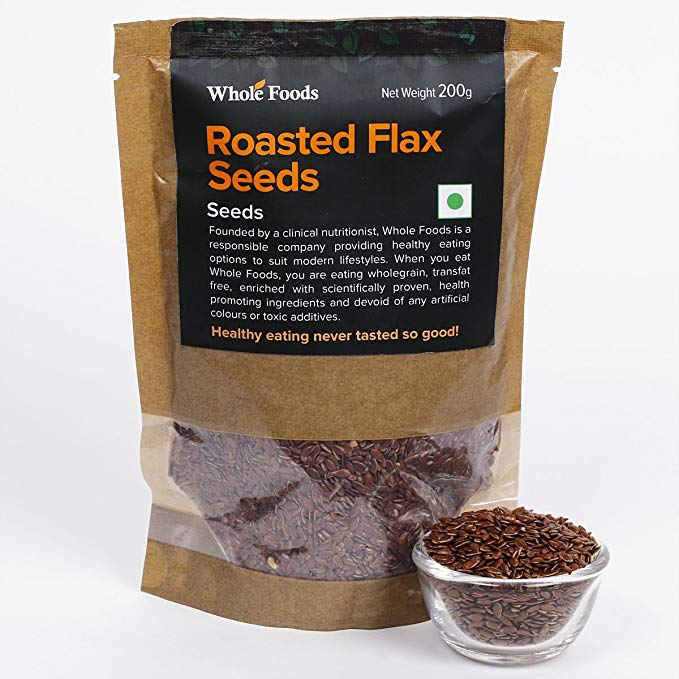 Whole Foods
Net Weight 200g
Roasted Flax
Seeds
Seeds
Founded by a clinical nutritionist, Whole Foods is a
responsible company providing healthy eating
options to suit modern lifestyles. When you eat
Whole Foods, you are eating wholegrain, transfat
free, enriched with scientifically proven, health
promoting ingredients and devoid of any artificial
colours or toxic additives.
Healthy eating never tasted so good!